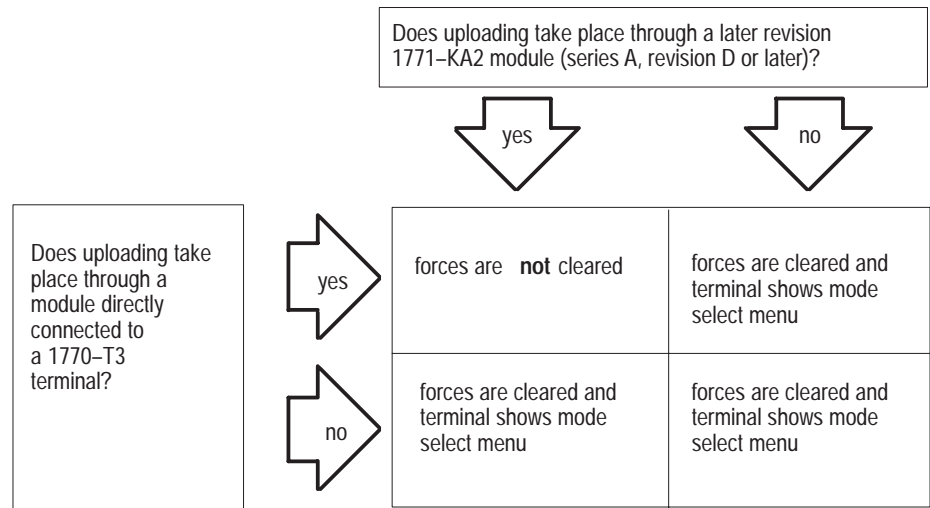 Does uploading take place through a later revision
1771–KA2 module (series A, revision D or later)?
yes
no
Does uploading take
place through a
module directly
connected to
a 1770–T3
terminal?
yes
forces are not cleared
forces are cleared and
terminal shows mode
select menu
no
forces are cleared and
terminal shows mode
select menu
forces are cleared and
terminal shows mode
select menu